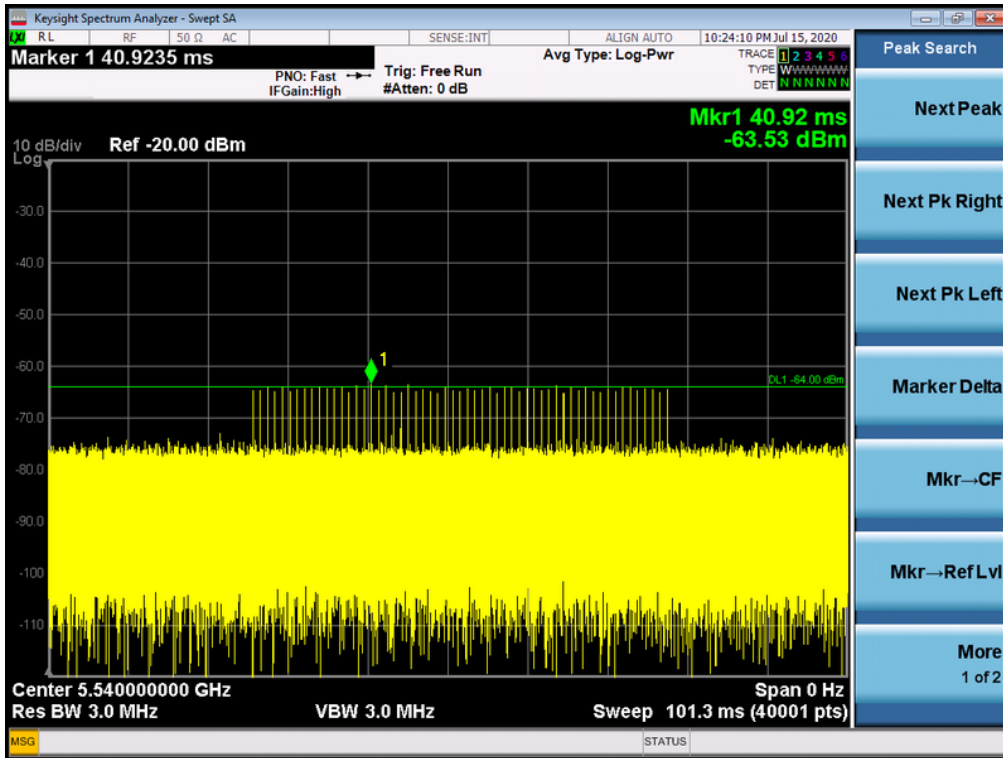 Keysight Spectrum Analyzer - Swept SA
LXI RL RF 50 Ω AC SENSE:INT ALIGN AUTO 10:24:10 PM Jul 15, 2020
Marker 1 40.9235 ms
PNO: Fast
IFGain:High
Trig: Free Run
#Atten: 0 dB
Avg Type: Log-Pwr
TRACE 1 2 3 4 5 6
TYPE WWWWWW
DET N N N N N N
Mkr1 40.92 ms
-63.53 dBm
10 dB/div Ref -20.00 dBm
Log
-30.0
-40.0
-50.0
-60.0
1
DL1 -64.00 dBm
-70.0
-80.0
-90.0
-100
-110
Center 5.540000000 GHz Span 0 Hz
Res BW 3.0 MHz VBW 3.0 MHz Sweep 101.3 ms (40001 pts)
MSG STATUS
Peak Search
Next Peak
Next Pk Right
Next Pk Left
Marker Delta
Mkr→CF
Mkr→Ref Lvl
More
1 of 2